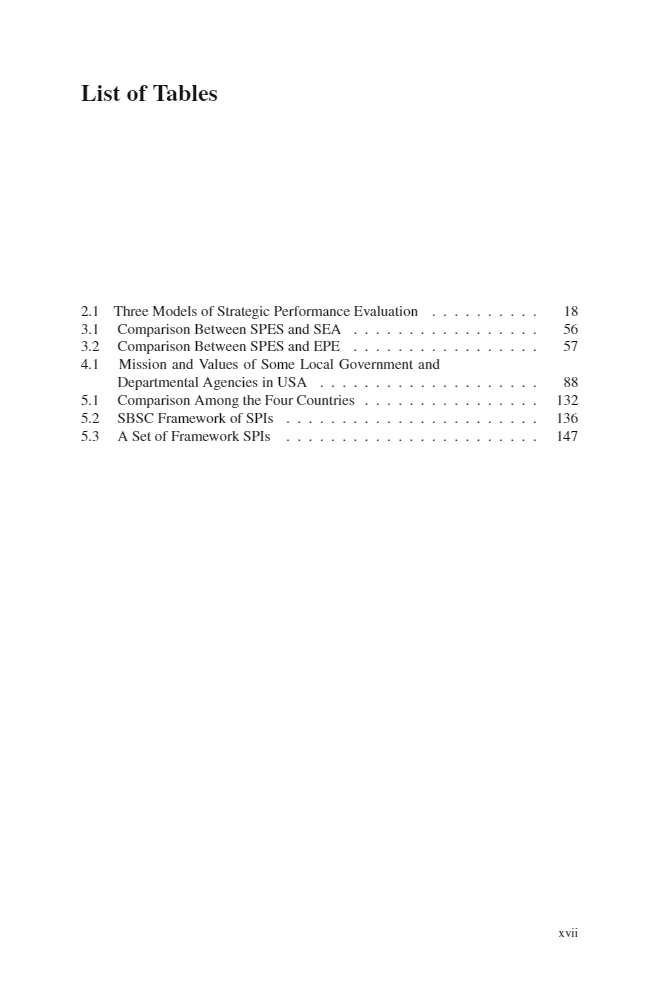 List of Tables
2.1 Three Models of Strategic Performance Evaluation . . . . . . . . . . 18
3.1 Comparison Between SPES and SEA . . . . . . . . . . . . . . . . . 56
3.2 Comparison Between SPES and EPE . . . . . . . . . . . . . . . . . 57
4.1 Mission and Values of Some Local Government and
Departmental Agencies in USA . . . . . . . . . . . . . . . . . . . . 88
5.1 Comparison Among the Four Countries . . . . . . . . . . . . . . . . 132
5.2 SBSC Framework of SPIs . . . . . . . . . . . . . . . . . . . . . . . 136
5.3 A Set of Framework SPIs . . . . . . . . . . . . . . . . . . . . . . . 147
xvii